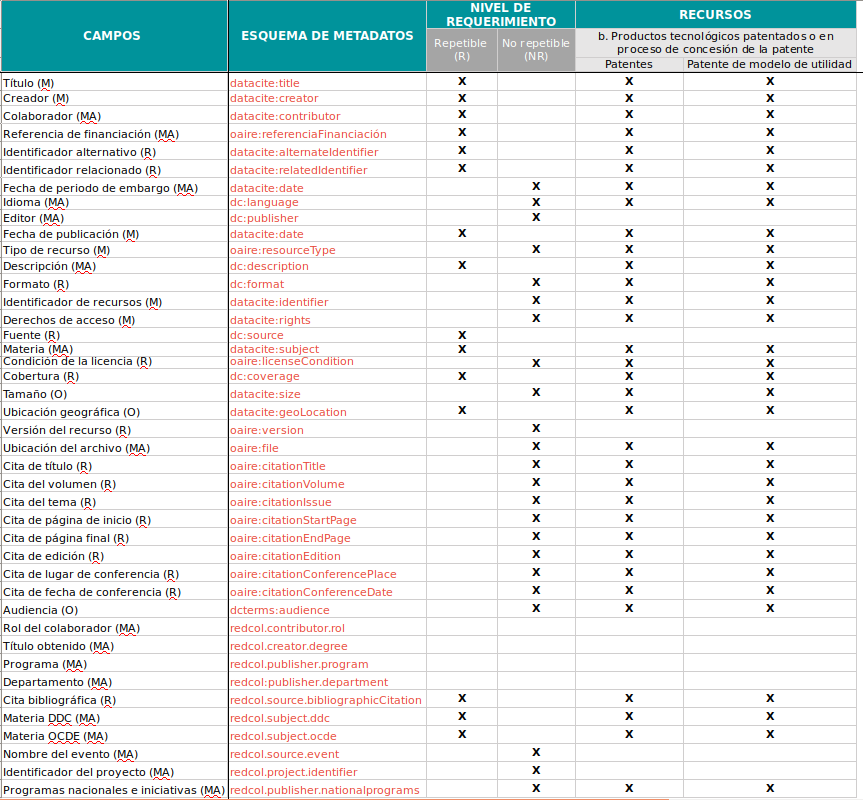 CAMPOS ESQUEMA DE METADATOS NIVEL DE REQUERIMIENTO RECURSOS
Repetible (R) No repetible (NR) b. Productos tecnológicos patentados o en proceso de concesión de la patente
Patentes Patente de modelo de utilidad
Título (M) datacite:title X X X
Creador (M) datacite:creator X X X
Colaborador (MA) datacite:contributor X X X
Referencia de financiación (MA) oaire:referenciaFinanciación X X X
Identificador alternativo (R) datacite:alternateIdentifier X X X
Identificador relacionado (R) datacite:relatedIdentifier X X X
Fecha de periodo de embargo (MA) datacite:date X X X
Idioma (MA) dc:language X X X
Editor (MA) dc:publisher X
Fecha de publicación (M) datacite:date X X X
Tipo de recurso (M) oaire:resourceType X X X
Descripción (MA) dc:description X X X
Formato (R) dc:format X X X
Identificador de recursos (M) datacite:identifier X X X
Derechos de acceso (M) datacite:rights X X X
Fuente (R) dc:source X
Materia (MA) datacite:subject X X X
Condición de la licencia (R) oaire:licenseCondition X X X
Cobertura (R) dc:coverage X X X
Tamaño (O) datacite:size X X X
Ubicación geográfica (O) datacite:geoLocation X X X
Versión del recurso (R) oaire:version X
Ubicación del archivo (MA) oaire:file X X X
Cita de título (R) oaire:citationTitle X X X
Cita del volumen (R) oaire:citationVolume X X X
Cita del tema (R) oaire:citationIssue X X X
Cita de página de inicio (R) oaire:citationStartPage X X X
Cita de página final (R) oaire:citationEndPage X X X
Cita de edición (R) oaire:citationEdition X X X
Cita de lugar de conferencia (R) oaire:citationConferencePlace X X X
Cita de fecha de conferencia (R) oaire:citationConferenceDate X X X
Audiencia (O) dcterms:audience X X X
Rol del colaborador (MA) redcol.contributor.rol
Título obtenido (MA) redcol.creator.degree
Programa (MA) redcol:publisher.program
Departamento (MA) redcol:publisher.department
Cita bibliográfica (R) redcol.source.bibliographicCitation X X X
Materia DDC (MA) redcol.subject.ddc X X X
Materia OCDE (MA) redcol.subject.ocde X X X
Nombre del evento (MA) redcol.source.event X
Identificador del proyecto (MA) redcol.project.identifier X
Programas nacionales e iniciativas (MA) redcol.publisher.nationalprograms X X X